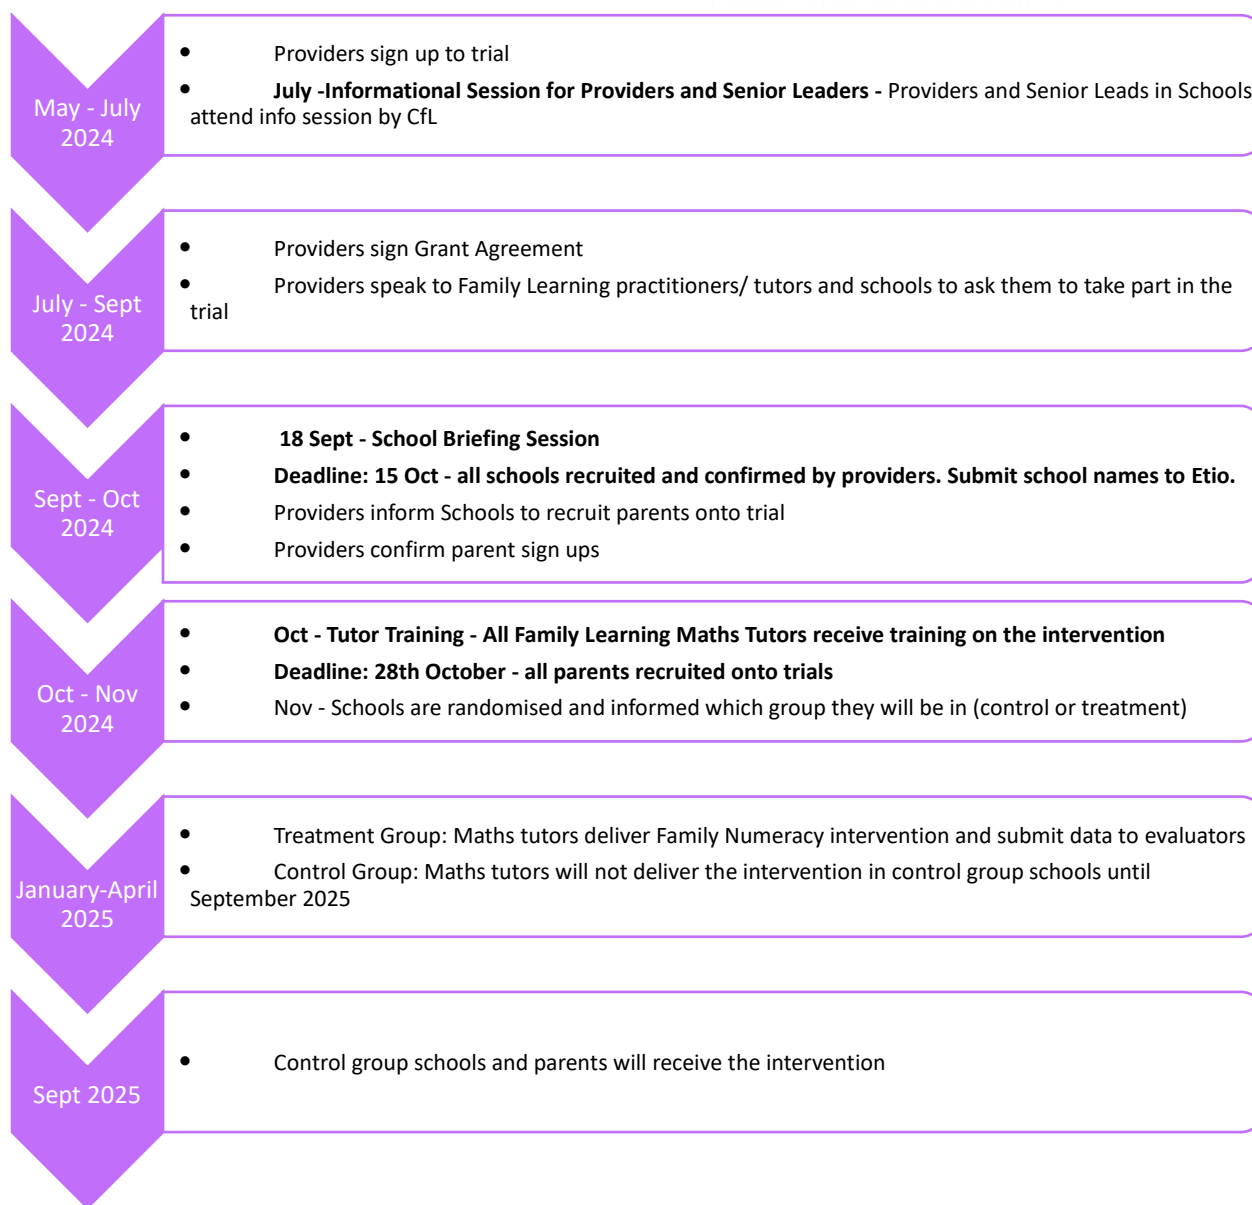 May - July
2024
• Providers sign up to trial
• July -Informational Session for Providers and Senior Leaders - Providers and Senior Leads in Schools
attend info session by CfL
July - Sept
2024
• Providers sign Grant Agreement
• Providers speak to Family Learning practitioners/ tutors and schools to ask them to take part in the
trial
Sept - Oct
2024
• 18 Sept - School Briefing Session
• Deadline: 15 Oct - all schools recruited and confirmed by providers. Submit school names to Etio.
• Providers inform Schools to recruit parents onto trial
• Providers confirm parent sign ups
Oct - Nov
2024
• Oct - Tutor Training - All Family Learning Maths Tutors receive training on the intervention
• Deadline: 28th October - all parents recruited onto trials
• Nov - Schools are randomised and informed which group they will be in (control or treatment)
January-April
2025
• Treatment Group: Maths tutors deliver Family Numeracy intervention and submit data to evaluators
• Control Group: Maths tutors will not deliver the intervention in control group schools until
September 2025
Sept 2025
• Control group schools and parents will receive the intervention